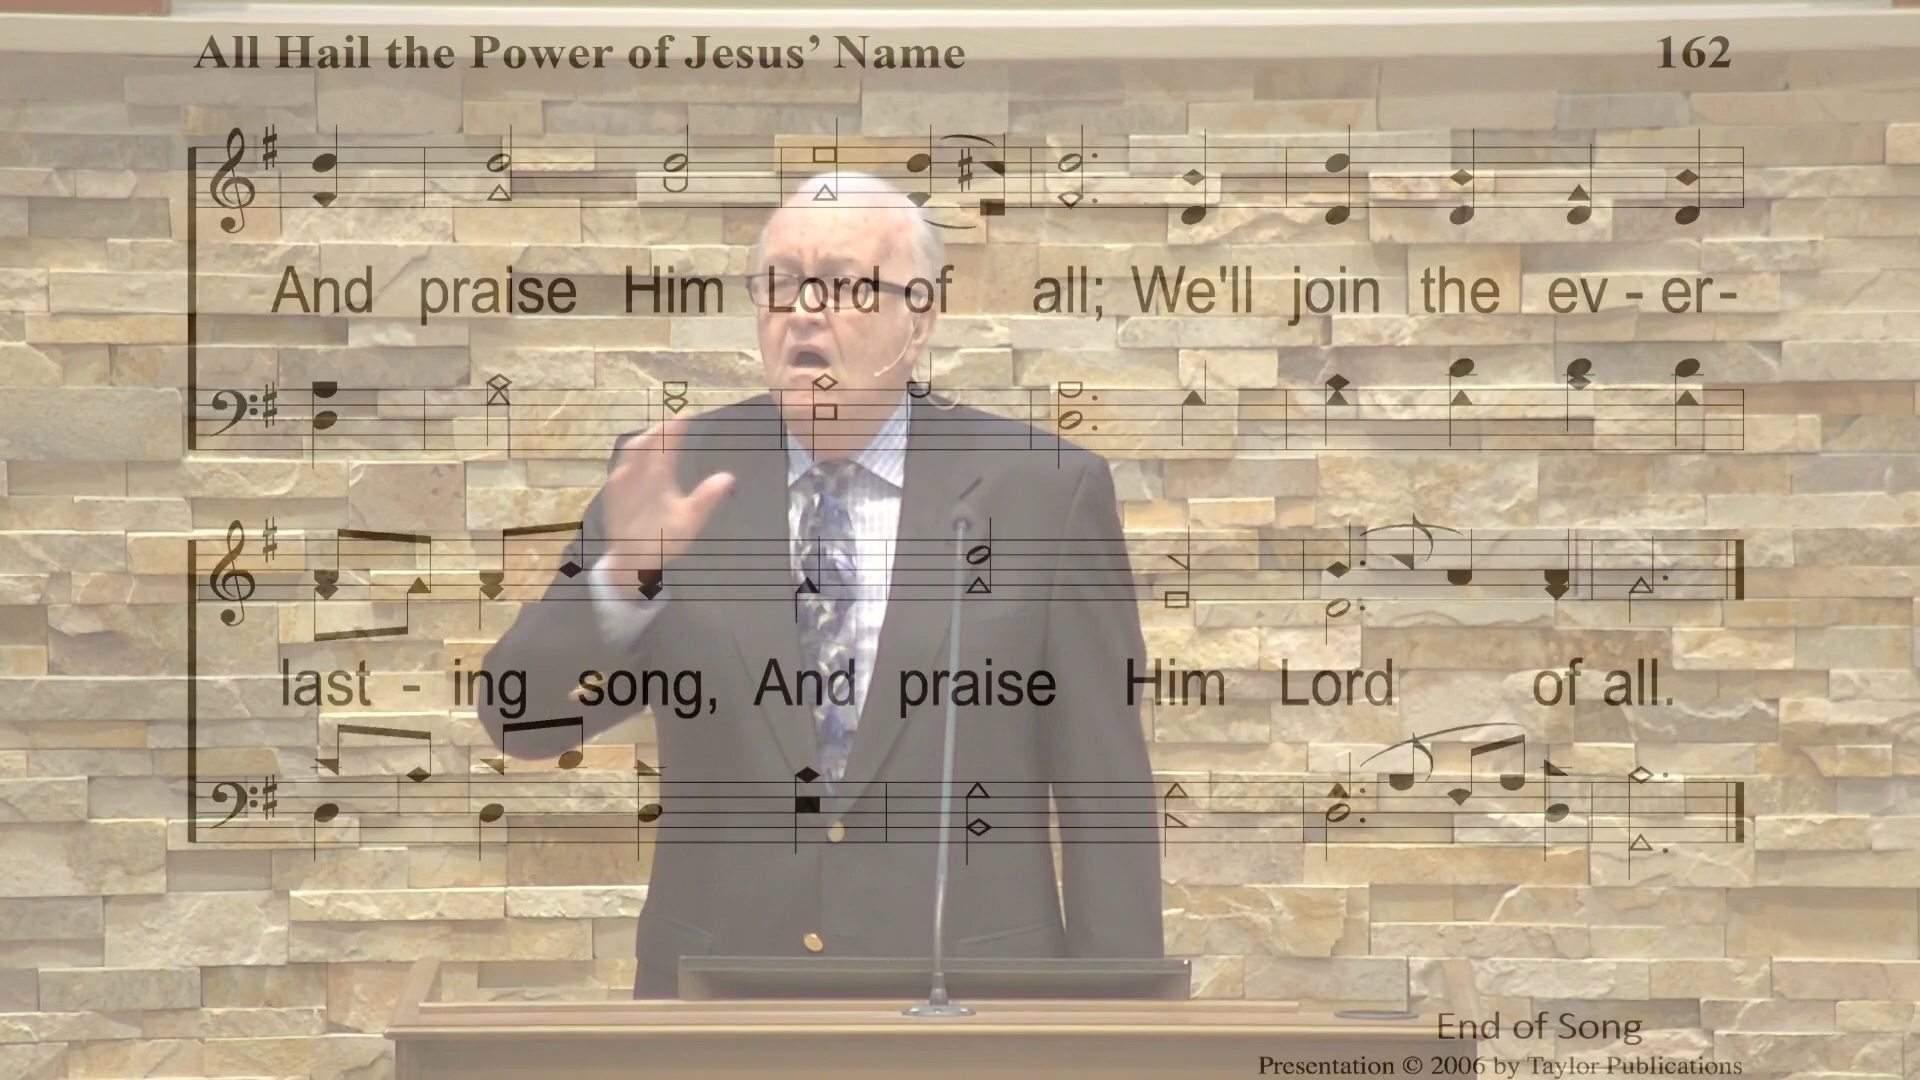 All Hail the Power of Jesus’ Name 162
And praise Him Lord of all; We'll join the ev - er-
last - ing song, And praise Him Lord of all.
End of Song
Presentation © 2006 by Taylor Publications